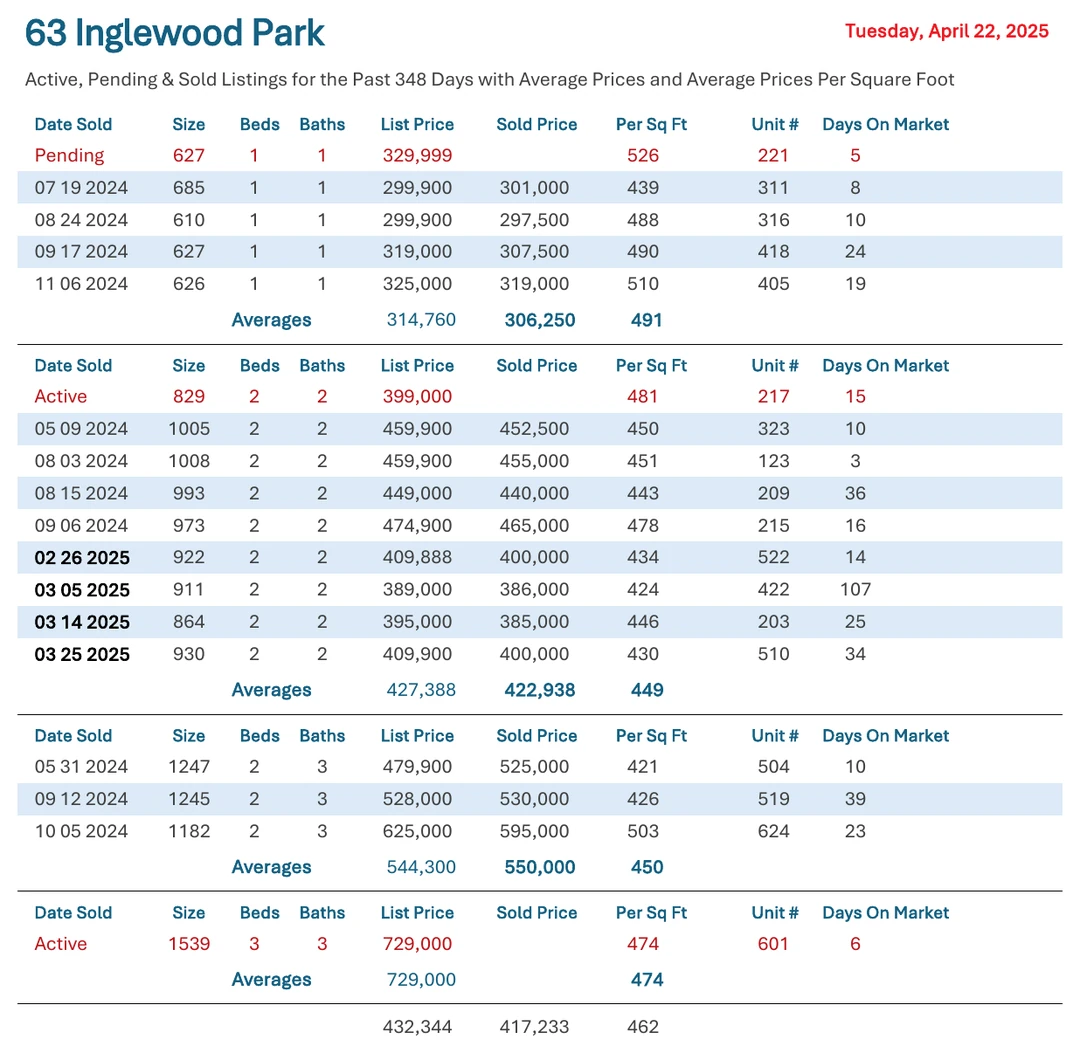 63 Inglewood Park
Tuesday, April 22, 2025
Active, Pending & Sold Listings for the Past 348 Days with Average Prices and Average Prices Per Square Foot
Date Sold Size Beds Baths List Price Sold Price Per Sq Ft Unit # Days On Market
Pending 627 1 1 329,999 526 221 5
07 19 2024 685 1 1 299,900 301,000 439 311 8
08 24 2024 610 1 1 299,900 297,500 488 316 10
09 17 2024 627 1 1 319,000 307,500 490 418 24
11 06 2024 626 1 1 325,000 319,000 510 405 19
Averages 314,760 306,250 491
Date Sold Size Beds Baths List Price Sold Price Per Sq Ft Unit # Days On Market
Active 829 2 2 399,000 481 217 15
05 09 2024 1005 2 2 459,900 452,500 450 323 10
08 03 2024 1008 2 2 459,900 455,000 451 123 3
08 15 2024 993 2 2 449,000 440,000 443 209 36
09 06 2024 973 2 2 474,900 465,000 478 215 16
02 26 2025 922 2 2 409,888 400,000 434 522 14
03 05 2025 911 2 2 389,000 386,000 424 422 107
03 14 2025 864 2 2 395,000 385,000 446 203 25
03 25 2025 930 2 2 409,900 400,000 430 510 34
Averages 427,388 422,938 449
Date Sold Size Beds Baths List Price Sold Price Per Sq Ft Unit # Days On Market
05 31 2024 1247 2 3 479,900 525,000 421 504 10
09 12 2024 1245 2 3 528,000 530,000 426 519 39
10 05 2024 1182 2 3 625,000 595,000 503 624 23
Averages 544,300 550,000 450
Date Sold Size Beds Baths List Price Sold Price Per Sq Ft Unit # Days On Market
Active 1539 3 3 729,000 474 601 6
Averages 729,000 474
432,344 417,233 462